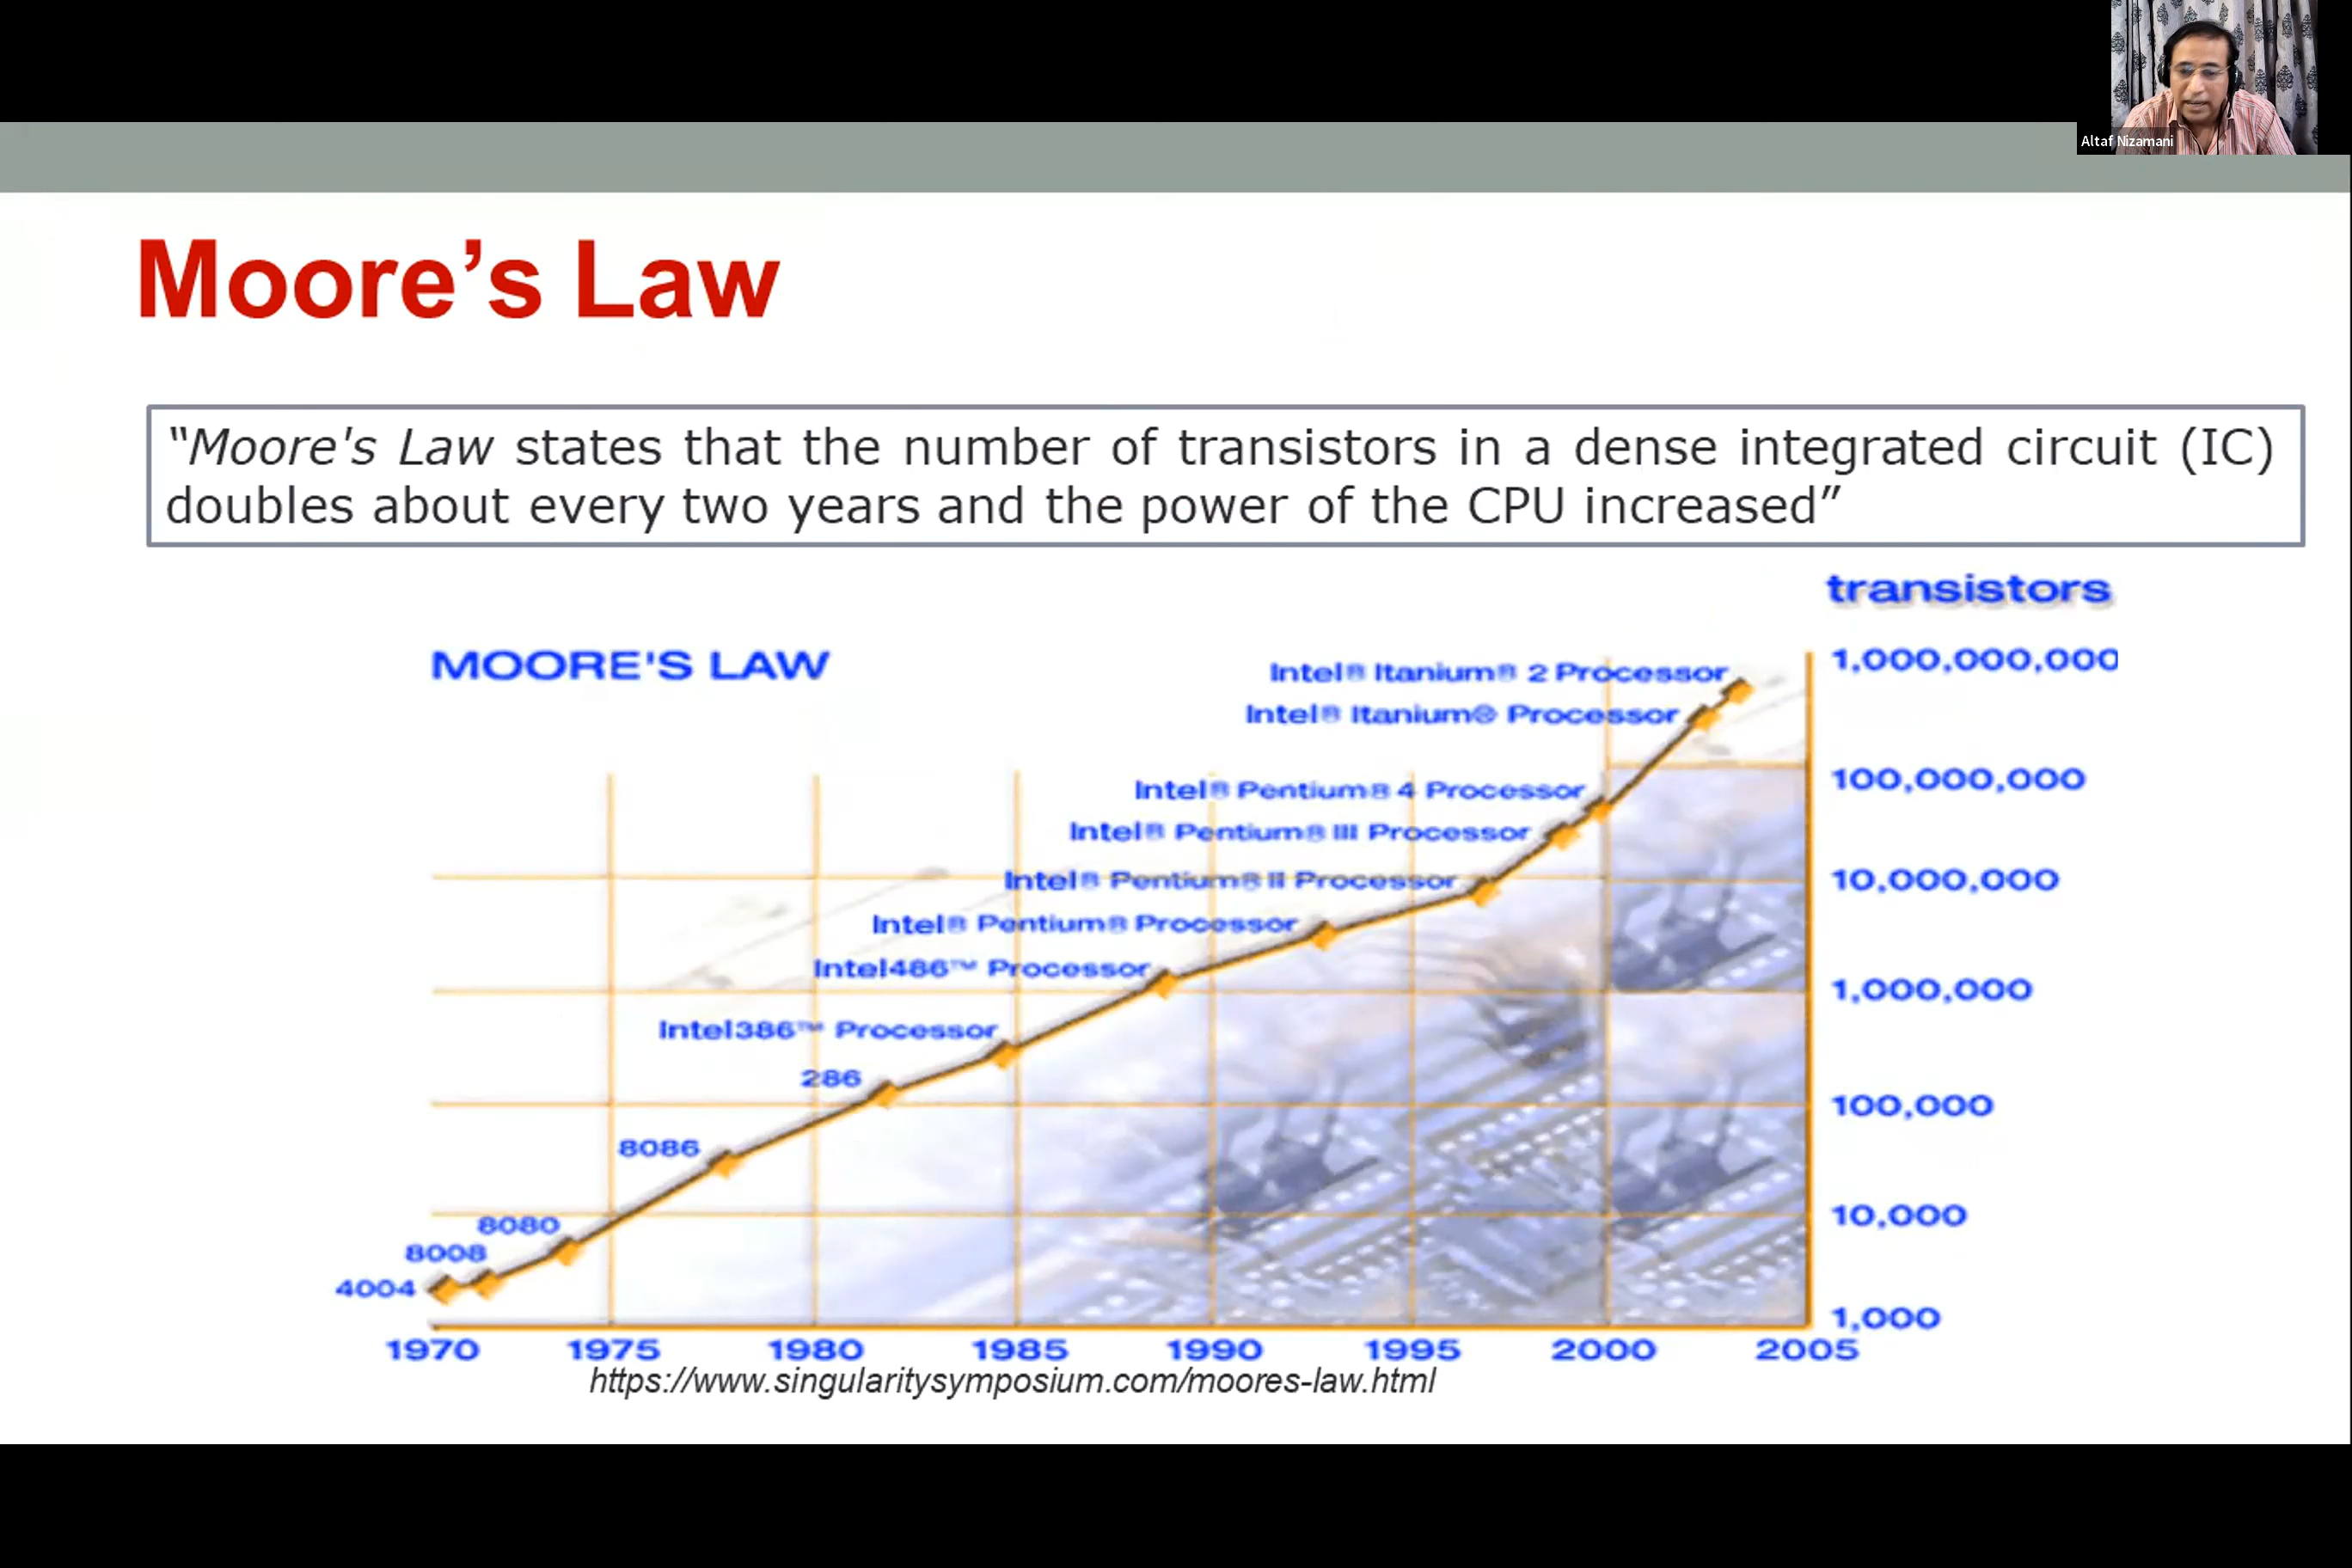 Altaf Nizamani
Moore’s Law
“Moore's Law states that the number of transistors in a dense integrated circuit (IC)
doubles about every two years and the power of the CPU increased”
transistors
MOORE'S LAW
1,000,000,000
Intel® Itanium® 2 Processor
Intel® Itanium® Processor
100,000,000
Intel® Pentium® 4 Processor
Intel® Pentium® III Processor
10,000,000
Intel® Pentium® II Processor
Intel® Pentium® Processor
Intel486™ Processor
1,000,000
Intel386™ Processor
286
100,000
8086
10,000
8080
8008
4004
1,000
1970 1975 1980 1985 1990 1995 2000 2005
https://www.singularitysymposium.com/moores-law.html